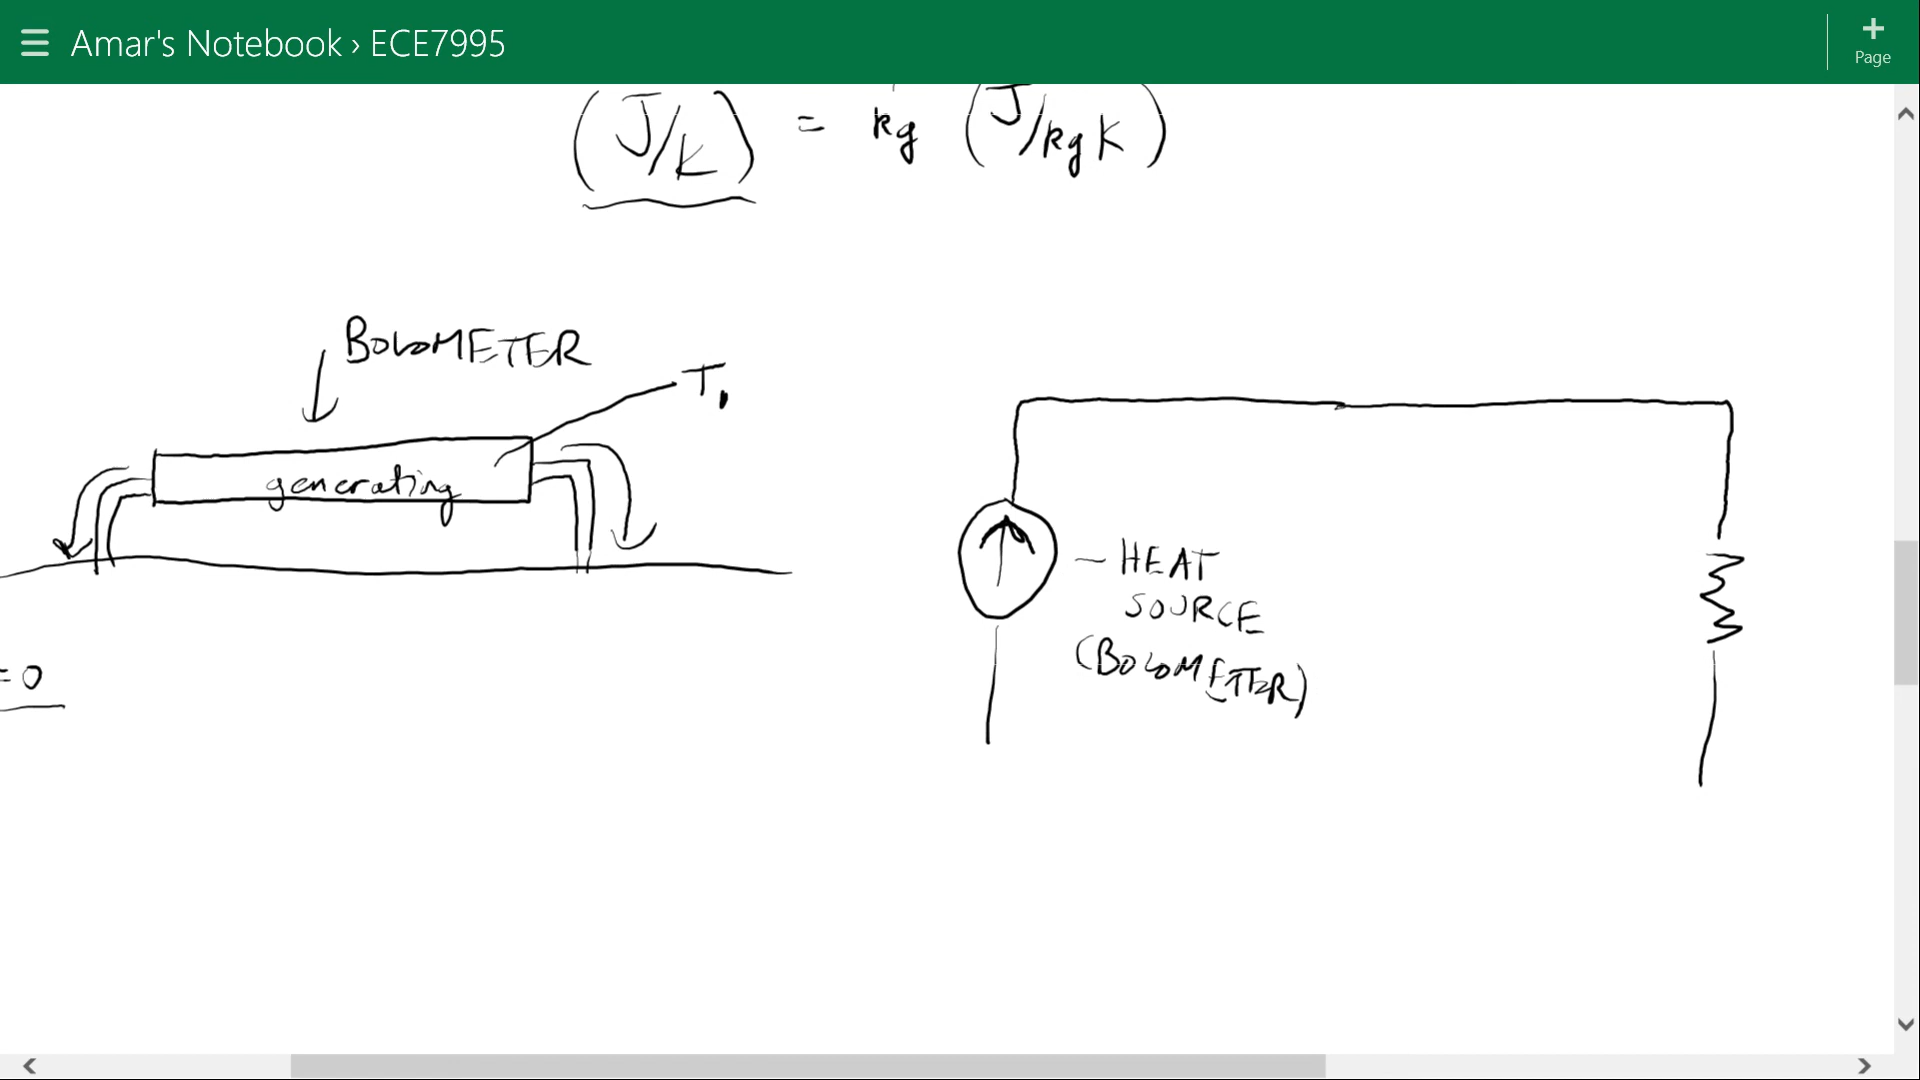 Amar's Notebook › ECE7995
+
Page
(J/K) = kg (J/kg K)
BOLOMETER
T₁
generating
– HEAT
SOURCE
(BOLOMETER)
= 0